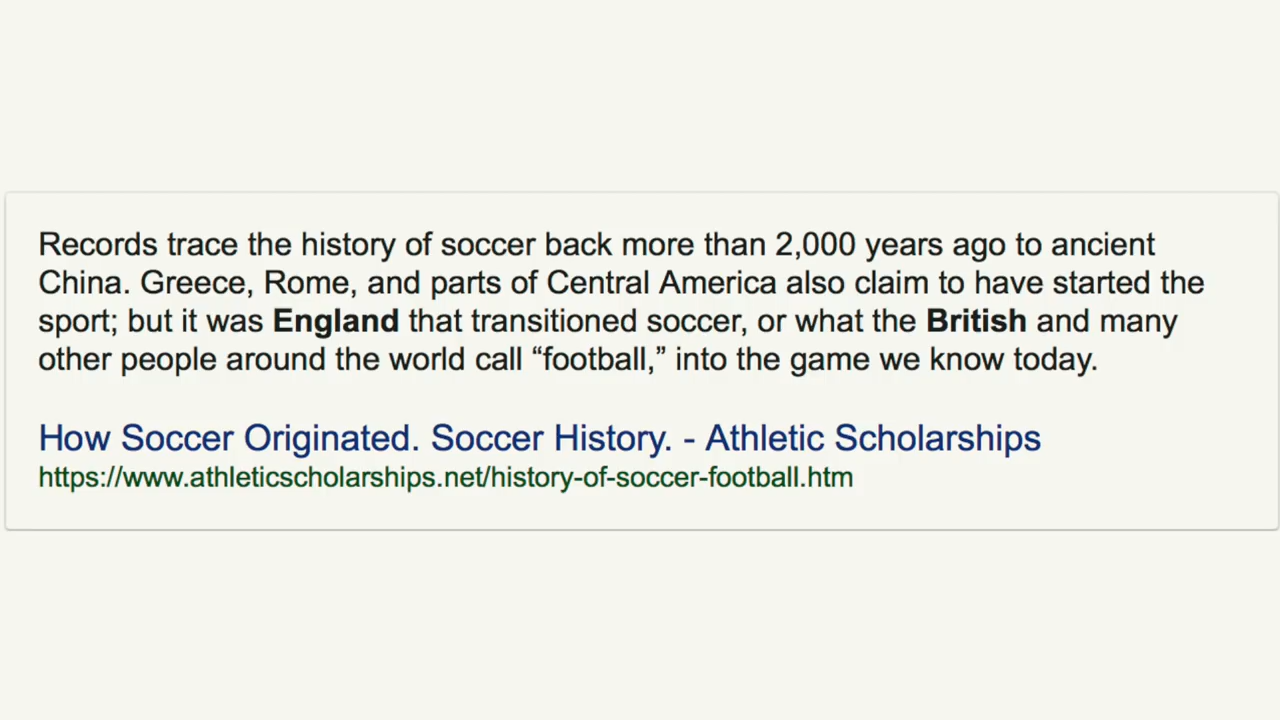 Records trace the history of soccer back more than 2,000 years ago to ancient
China. Greece, Rome, and parts of Central America also claim to have started the
sport; but it was England that transitioned soccer, or what the British and many
other people around the world call “football,” into the game we know today.
How Soccer Originated. Soccer History. - Athletic Scholarships
https://www.athleticscholarships.net/history-of-soccer-football.htm